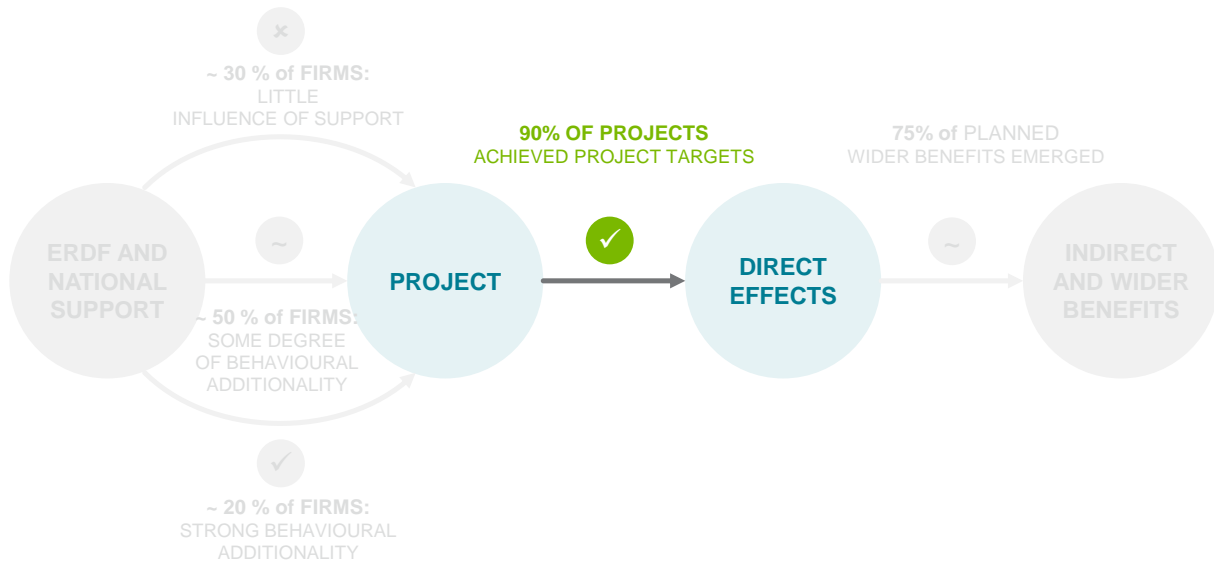 ~ 30 % of FIRMS:
LITTLE
INFLUENCE OF SUPPORT
90% OF PROJECTS
ACHIEVED PROJECT TARGETS
75% of PLANNED
WIDER BENEFITS EMERGED
ERDF AND
NATIONAL
SUPPORT
~
PROJECT
DIRECT
EFFECTS
~
INDIRECT
AND WIDER
BENEFITS
~ 50 % of FIRMS:
SOME DEGREE
OF BEHAVIOURAL
ADDITIONALITY
~ 20 % of FIRMS:
STRONG BEHAVIOURAL
ADDITIONALITY